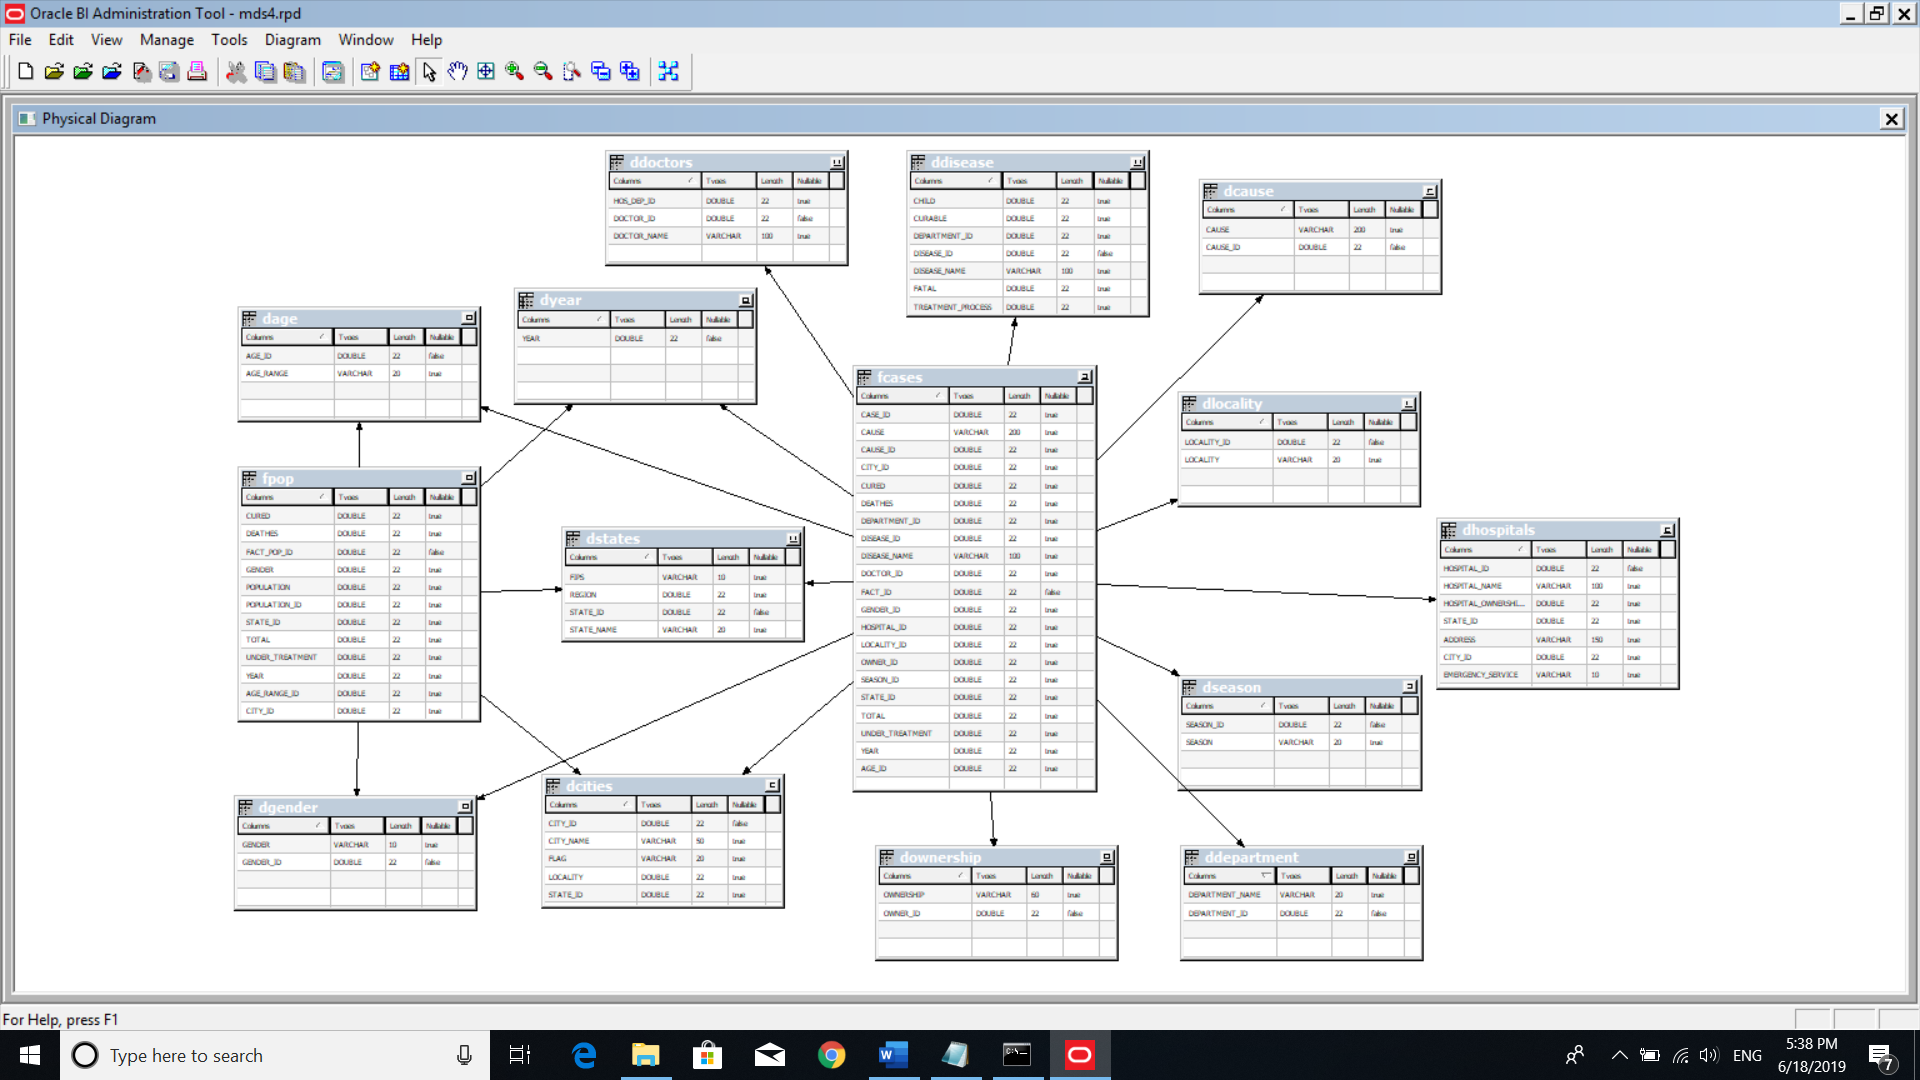 Oracle BI Administration Tool - mds4.rpd
File Edit View Manage Tools Diagram Window Help
Physical Diagram
ddoctors
Columns Types Length Nullable
HOS_DEP_ID DOUBLE 22 true
DOCTOR_ID DOUBLE 22 false
DOCTOR_NAME VARCHAR 100 true
ddisease
Columns Types Length Nullable
CHILD DOUBLE 22 true
CURABLE DOUBLE 22 true
DEPARTMENT_ID DOUBLE 22 true
DISEASE_ID DOUBLE 22 false
DISEASE_NAME VARCHAR 100 true
FATAL DOUBLE 22 true
TREATMENT_PROCESS DOUBLE 22 true
dcause
Columns Types Length Nullable
CAUSE VARCHAR 200 true
CAUSE_ID DOUBLE 22 false
dage
Columns Types Length Nullable
AGE_ID DOUBLE 22 false
AGE_RANGE VARCHAR 20 true
dyear
Columns Types Length Nullable
YEAR DOUBLE 22 false
fcases
Columns Types Length Nullable
CASE_ID DOUBLE 22 true
CAUSE VARCHAR 200 true
CAUSE_ID DOUBLE 22 true
CITY_ID DOUBLE 22 true
CURED DOUBLE 22 true
DEATHES DOUBLE 22 true
DEPARTMENT_ID DOUBLE 22 true
DISEASE_ID DOUBLE 22 true
DISEASE_NAME VARCHAR 100 true
DOCTOR_ID DOUBLE 22 true
FACT_ID DOUBLE 22 false
GENDER_ID DOUBLE 22 true
HOSPITAL_ID DOUBLE 22 true
LOCALITY_ID DOUBLE 22 true
OWNER_ID DOUBLE 22 true
SEASON_ID DOUBLE 22 true
STATE_ID DOUBLE 22 true
TOTAL DOUBLE 22 true
UNDER_TREATMENT DOUBLE 22 true
YEAR DOUBLE 22 true
AGE_ID DOUBLE 22 true
dlocality
Columns Types Length Nullable
LOCALITY_ID DOUBLE 22 false
LOCALITY VARCHAR 20 true
fpop
Columns Types Length Nullable
CURED DOUBLE 22 true
DEATHES DOUBLE 22 true
FACT_POP_ID DOUBLE 22 false
GENDER DOUBLE 22 true
POPULATION DOUBLE 22 true
POPULATION_ID DOUBLE 22 true
STATE_ID DOUBLE 22 true
TOTAL DOUBLE 22 true
UNDER_TREATMENT DOUBLE 22 true
YEAR DOUBLE 22 true
AGE_RANGE_ID DOUBLE 22 true
CITY_ID DOUBLE 22 true
dstates
Columns Types Length Nullable
FIPS VARCHAR 10 true
REGION DOUBLE 22 true
STATE_ID DOUBLE 22 false
STATE_NAME VARCHAR 20 true
dhospitals
Columns Types Length Nullable
HOSPITAL_ID DOUBLE 22 false
HOSPITAL_NAME VARCHAR 100 true
HOSPITAL_OWNERSHI... DOUBLE 22 true
STATE_ID DOUBLE 22 true
ADDRESS VARCHAR 150 true
CITY_ID DOUBLE 22 true
EMERGENCY_SERVICE VARCHAR 10 true
dseason
Columns Types Length Nullable
SEASON_ID DOUBLE 22 false
SEASON VARCHAR 20 true
dgender
Columns Types Length Nullable
GENDER VARCHAR 10 true
GENDER_ID DOUBLE 22 false
dcities
Columns Types Length Nullable
CITY_ID DOUBLE 22 false
CITY_NAME VARCHAR 50 true
FLAG VARCHAR 20 true
LOCALITY DOUBLE 22 true
STATE_ID DOUBLE 22 true
downership
Columns Types Length Nullable
OWNERSHIP VARCHAR 60 true
OWNER_ID DOUBLE 22 false
ddepartment
Columns Types Length Nullable
DEPARTMENT_NAME VARCHAR 20 true
DEPARTMENT_ID DOUBLE 22 false
For Help, press F1
Type here to search
ENG
5:38 PM
6/18/2019
7